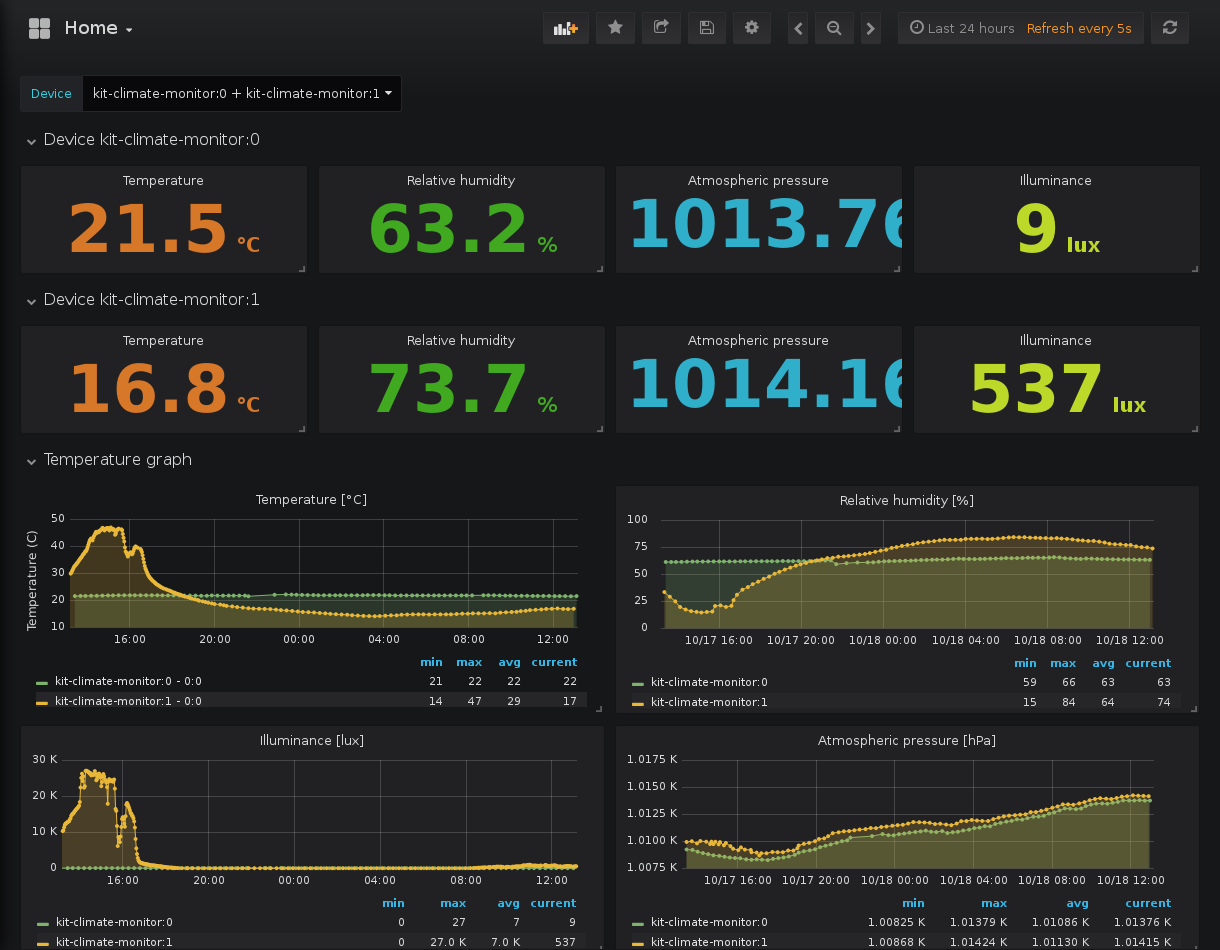 Home
Last 24 hours Refresh every 5s
Device kit-climate-monitor:0 + kit-climate-monitor:1
Device kit-climate-monitor:0
Temperature Relative humidity Atmospheric pressure Illuminance
21.5 °C 63.2 % 1013.76 9 lux
Device kit-climate-monitor:1
Temperature Relative humidity Atmospheric pressure Illuminance
16.8 °C 73.7 % 1014.16 537 lux
Temperature graph
Temperature [°C]
Temperature (C)
50
40
30
20
10
16:00 20:00 00:00 04:00 08:00 12:00
min max avg current
kit-climate-monitor:0 - 0:0 21 22 22 22
kit-climate-monitor:1 - 0:0 14 47 29 17
Relative humidity [%]
100
75
50
25
0
10/17 16:00 10/17 20:00 10/18 00:00 10/18 04:00 10/18 08:00 10/18 12:00
min max avg current
kit-climate-monitor:0 59 66 63 63
kit-climate-monitor:1 15 84 64 74
Illuminance [lux]
30 K
20 K
10 K
0
16:00 20:00 00:00 04:00 08:00 12:00
min max avg current
kit-climate-monitor:0 0 27 7 9
kit-climate-monitor:1 0 27.0 K 7.0 K 537
Atmospheric pressure [hPa]
1.0175 K
1.0150 K
1.0125 K
1.0100 K
1.0075 K
10/17 16:00 10/17 20:00 10/18 00:00 10/18 04:00 10/18 08:00 10/18 12:00
min max avg current
kit-climate-monitor:0 1.00825 K 1.01379 K 1.01086 K 1.01376 K
kit-climate-monitor:1 1.00868 K 1.01424 K 1.01130 K 1.01415 K